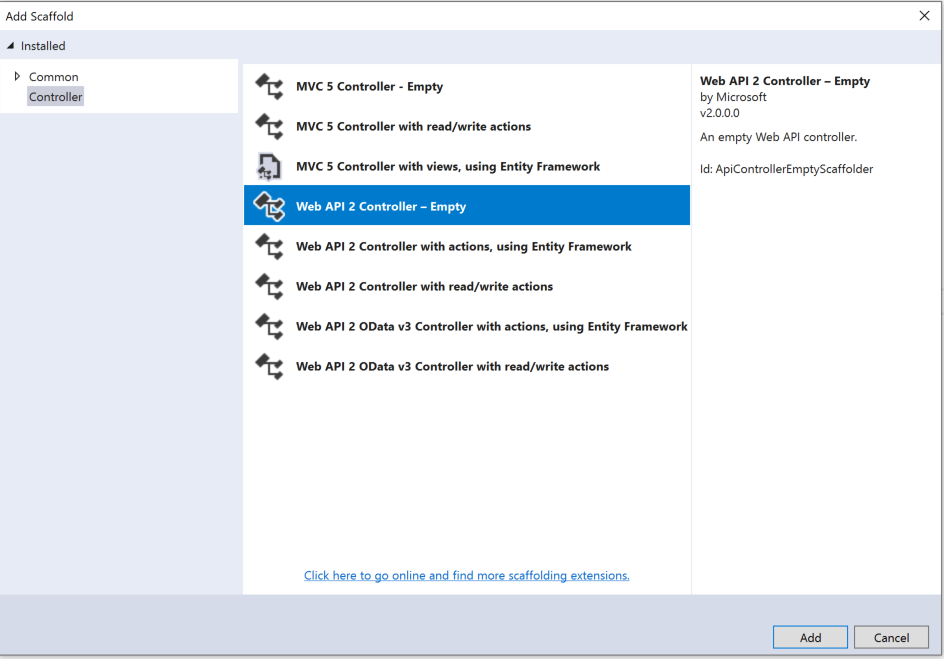 Add Scaffold
Installed
Common
Controller
MVC 5 Controller - Empty
MVC 5 Controller with read/write actions
MVC 5 Controller with views, using Entity Framework
Web API 2 Controller – Empty
Web API 2 Controller with actions, using Entity Framework
Web API 2 Controller with read/write actions
Web API 2 OData v3 Controller with actions, using Entity Framework
Web API 2 OData v3 Controller with read/write actions
Click here to go online and find more scaffolding extensions.
Web API 2 Controller – Empty
by Microsoft
v2.0.0.0
An empty Web API controller.
Id: ApiControllerEmptyScaffolder
Add
Cancel